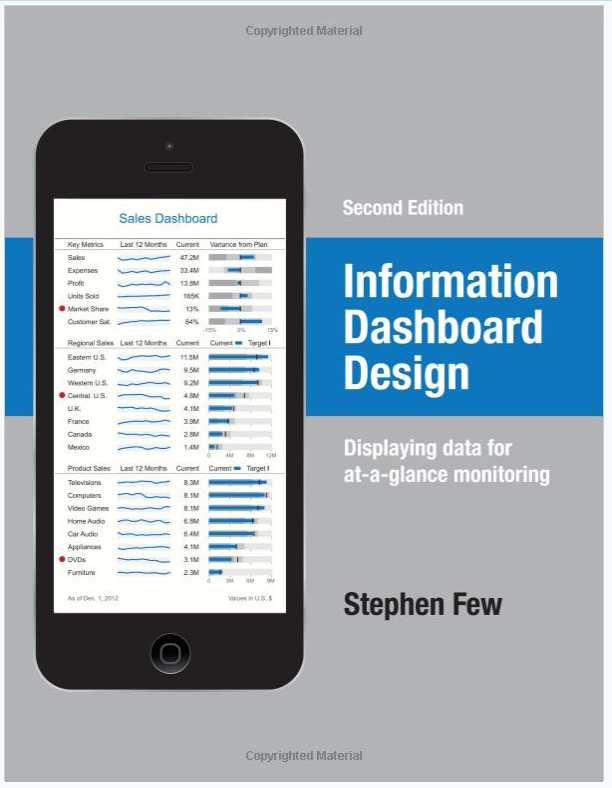 Copyrighted Material
Second Edition
Information
Dashboard
Design
Displaying data for
at-a-glance monitoring
Stephen Few
Sales Dashboard
Key Metrics Last 12 Months Current Variance from Plan
Sales 47.2M
Expenses 33.4M
Profit 13.8M
Units Sold 165K
Market Share 13%
Customer Sat. 84%
-15% 0% 15%
Regional Sales Last 12 Months Current Current Target
Eastern U.S. 11.5M
Germany 9.5M
Western U.S. 9.2M
Central. U.S. 4.8M
U.K. 4.1M
France 3.9M
Canada 2.8M
Mexico 1.4M
0 4M 8M 12M
Product Sales Last 12 Months Current Current Target
Televisions 8.3M
Computers 8.1M
Video Games 8.1M
Home Audio 6.8M
Car Audio 6.4M
Appliances 4.1M
DVDs 3.1M
Furniture 2.3M
0 3M 6M 9M
As of Dec. 1, 2012 Values in U.S. $
Copyrighted Material